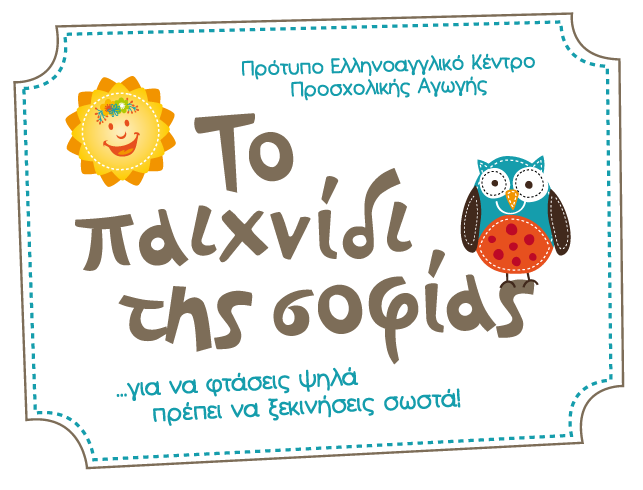 Πρότυπο Ελληνοαγγλικό Κέντρο
Προσχολικής Αγωγής
Το
παιχνίδι
της σοφίας
...για να φτάσεις ψηλά
πρέπει να ξεκινήσεις σωστά!